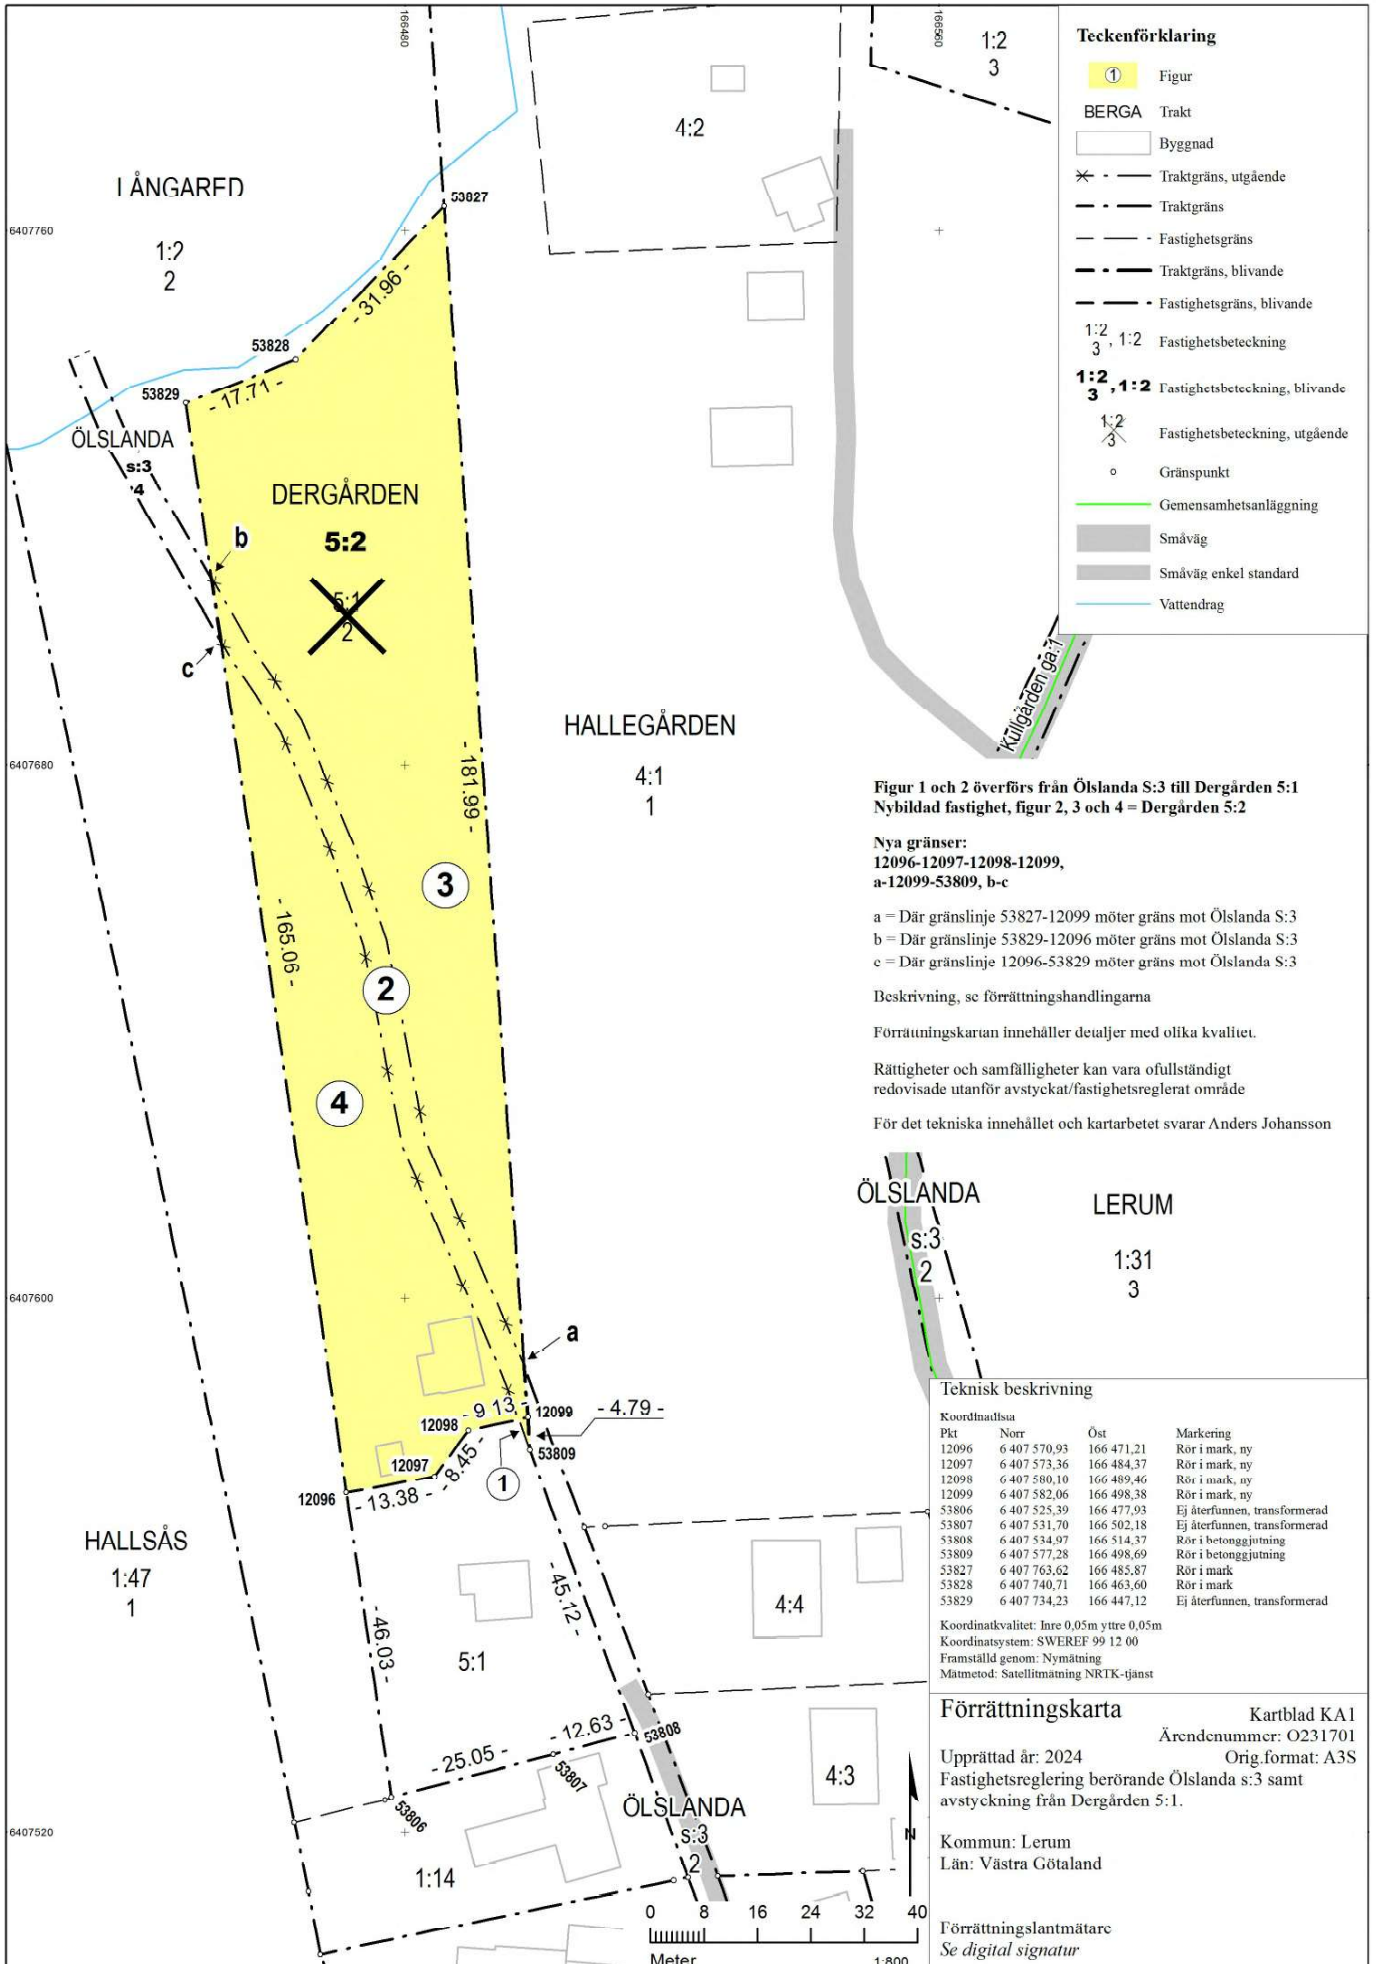 166480
166560
1:2
3
4:2
LÅNGARED
1:2
2
53827
6407760
- 31.96 -
53828
53829
- 17.71 -
ÖLSLANDA
s:3
4
DERGÅRDEN
5:2
5:1
2
b
c
HALLEGÅRDEN
4:1
1
Kullgården ga:1
6407680
- 181.99 -
3
- 165.06 -
2
4
6407600
a
- 9.13 -
12099
- 4.79 -
12098
53809
12097
- 8.45 -
1
12096
- 13.38 -
HALLSÅS
1:47
1
- 45.12 -
4:4
- 46.03 -
5:1
- 12.63 -
53808
- 25.05 -
53807
4:3
53806
ÖLSLANDA
s:3
2
N
6407520
1:14
0 8 16 24 32 40
Meter
1:800
ÖLSLANDA
s:3
2
LERUM
1:31
3
Teckenförklaring
1 Figur
BERGA Trakt
Byggnad
Traktgräns, utgående
Traktgräns
Fastighetsgräns
Traktgräns, blivande
Fastighetsgräns, blivande
1:2
3 , 1:2 Fastighetsbeteckning
1:2
3 , 1:2 Fastighetsbeteckning, blivande
1:2
3 Fastighetsbeteckning, utgående
Gränspunkt
Gemensamhetsanläggning
Småväg
Småväg enkel standard
Vattendrag
Figur 1 och 2 överförs från Ölslanda S:3 till Dergården 5:1
Nybildad fastighet, figur 2, 3 och 4 = Dergården 5:2
Nya gränser:
12096-12097-12098-12099,
a-12099-53809, b-c
a = Där gränslinje 53827-12099 möter gräns mot Ölslanda S:3
b = Där gränslinje 53829-12096 möter gräns mot Ölslanda S:3
c = Där gränslinje 12096-53829 möter gräns mot Ölslanda S:3
Beskrivning, se förrättningshandlingarna
Förrättningskartan innehåller detaljer med olika kvalitet.
Rättigheter och samfälligheter kan vara ofullständigt
redovisade utanför avstyckat/fastighetsreglerat område
För det tekniska innehållet och kartarbetet svarar Anders Johansson
Teknisk beskrivning
Koordinatlista
Pkt Norr Öst Markering
12096 6 407 570,93 166 471,21 Rör i mark, ny
12097 6 407 573,36 166 484,37 Rör i mark, ny
12098 6 407 580,10 166 489,46 Rör i mark, ny
12099 6 407 582,06 166 498,38 Rör i mark, ny
53806 6 407 525,39 166 477,93 Ej återfunnen, transformerad
53807 6 407 531,70 166 502,18 Ej återfunnen, transformerad
53808 6 407 534,97 166 514,37 Rör i betonggjutning
53809 6 407 577,28 166 498,69 Rör i betonggjutning
53827 6 407 763,62 166 485,87 Rör i mark
53828 6 407 740,71 166 463,60 Rör i mark
53829 6 407 734,23 166 447,12 Ej återfunnen, transformerad
Koordinatkvalitet: Inre 0,05m yttre 0,05m
Koordinatsystem: SWEREF 99 12 00
Framställd genom: Nymätning
Mätmetod: Satellitmätning NRTK-tjänst
Förrättningskarta Kartblad KA1
Ärendenummer: O231701
Upprättad år: 2024 Orig.format: A3S
Fastighetsreglering berörande Ölslanda s:3 samt
avstyckning från Dergården 5:1.
Kommun: Lerum
Län: Västra Götaland
Förrättningslantmätare
Se digital signatur